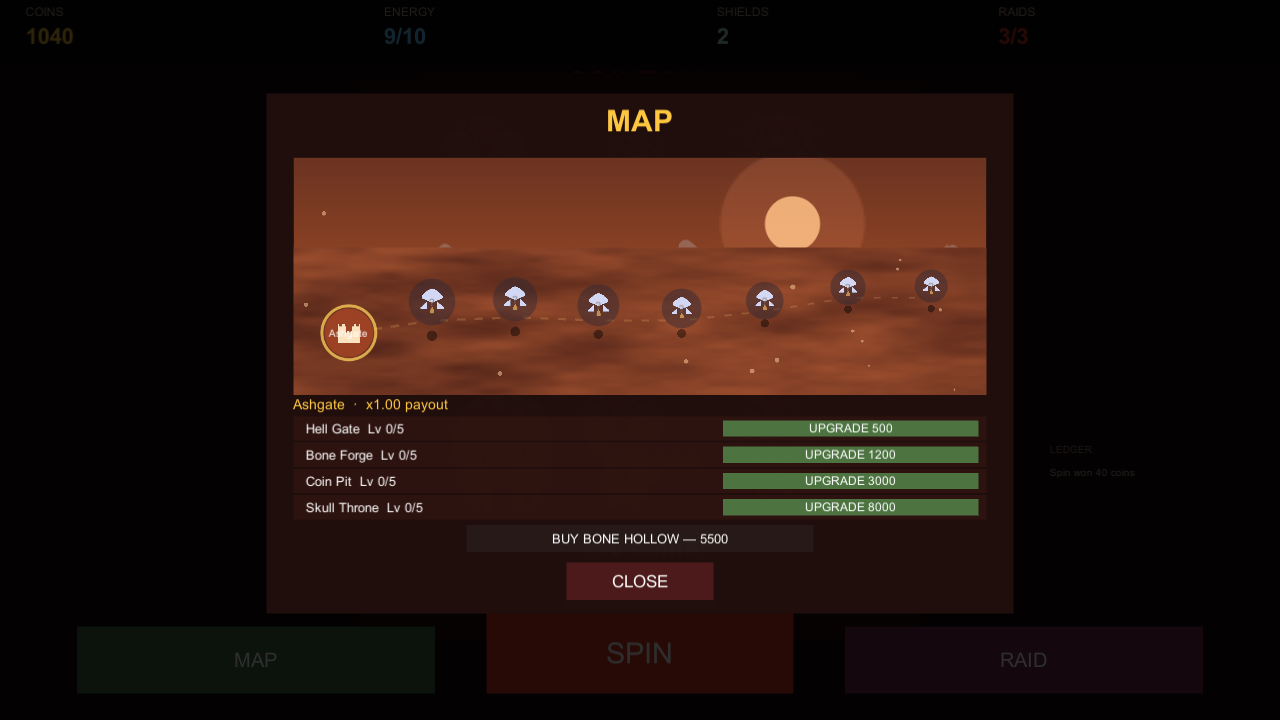 COINS ENERGY SHIELDS RAIDS
1040 9/10 2 3/3
MAP
Ashgate
Ashgate · x1.00 payout
Hell Gate Lv 0/5 UPGRADE 500
Bone Forge Lv 0/5 UPGRADE 1200
Coin Pit Lv 0/5 UPGRADE 3000
Skull Throne Lv 0/5 UPGRADE 8000
LEDGER
Spin won 40 coins
BUY BONE HOLLOW — 5500
CLOSE
MAP SPIN RAID